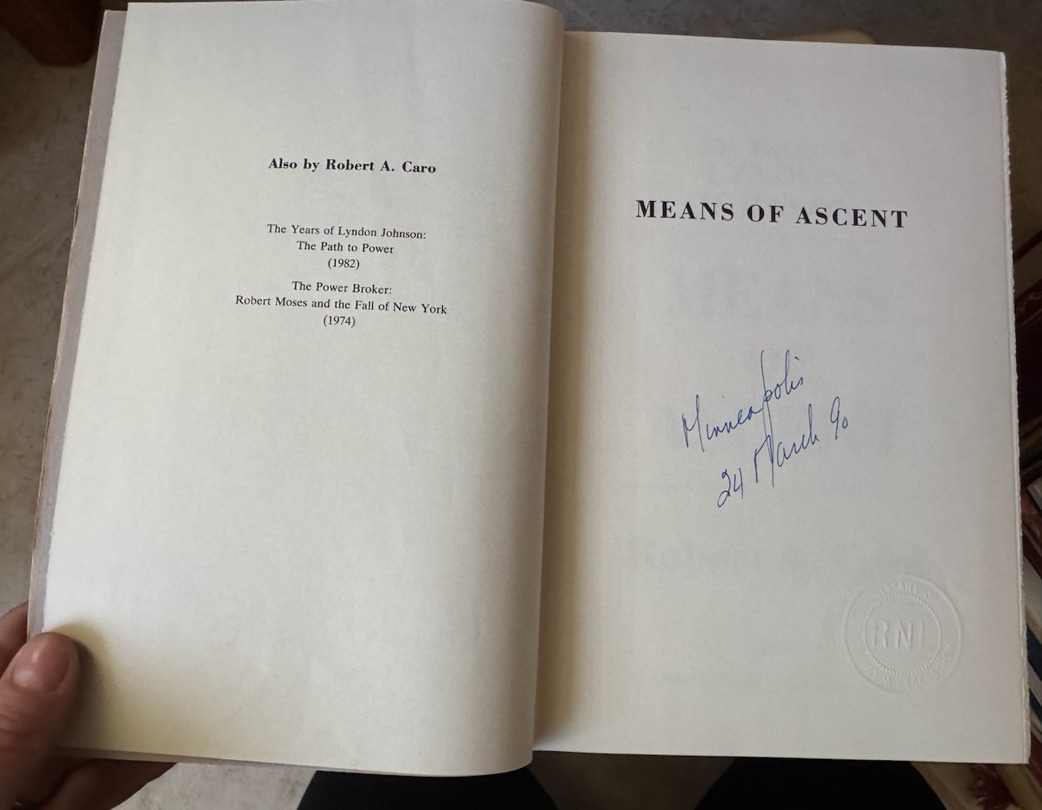 Also by Robert A. Caro
The Years of Lyndon Johnson:
The Path to Power
(1982)
The Power Broker:
Robert Moses and the Fall of New York
(1974)
MEANS OF ASCENT
Minneapolis
24 March 90
RNL